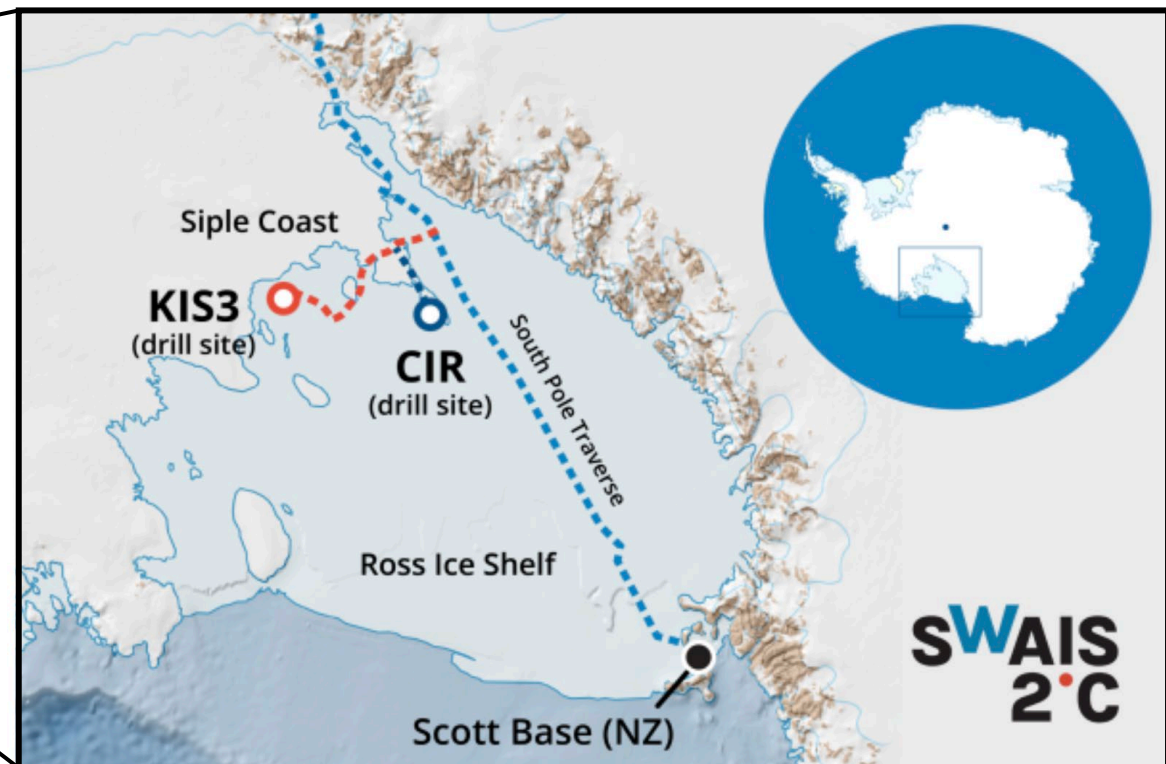 Siple Coast
KIS3
(drill site)
CIR
(drill site)
South Pole Traverse
Ross Ice Shelf
Scott Base (NZ)
SWAIS
2°C